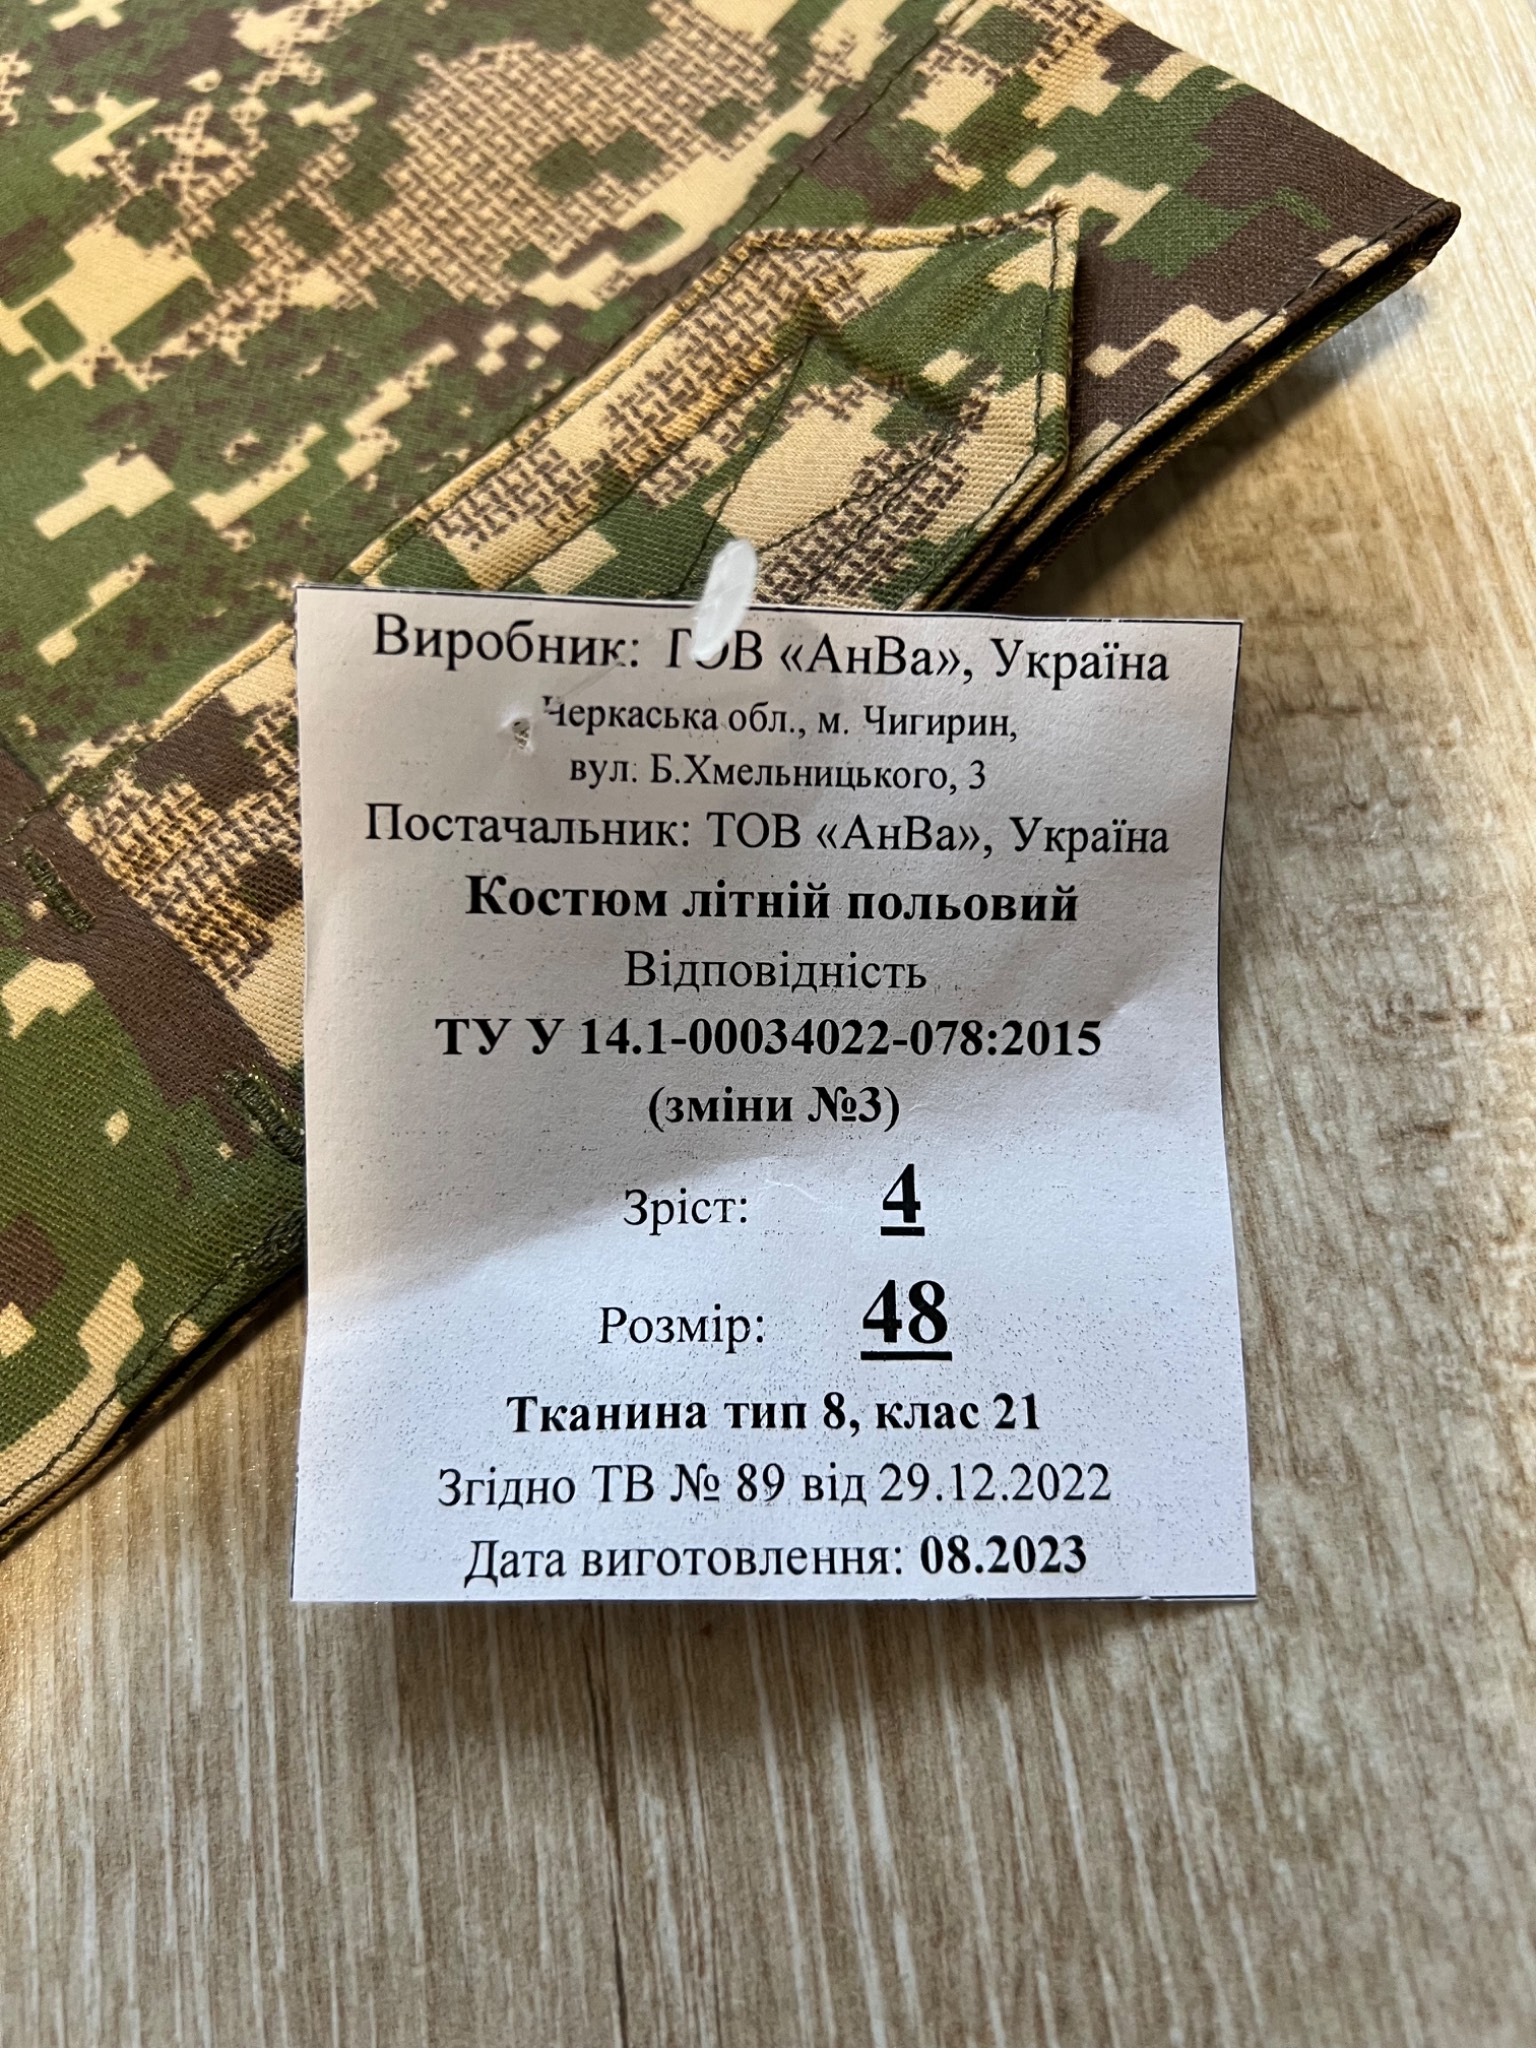 Виробник: ТОВ «АнВа», Україна
Черкаська обл., м. Чигирин,
вул. Б.Хмельницького, 3
Постачальник: ТОВ «АнВа», Україна
Костюм літній польовий
Відповідність
ТУ У 14.1-00034022-078:2015
(зміни №3)
Зріст: 4
Розмір: 48
Тканина тип 8, клас 21
Згідно ТВ № 89 від 29.12.2022
Дата виготовлення: 08.2023